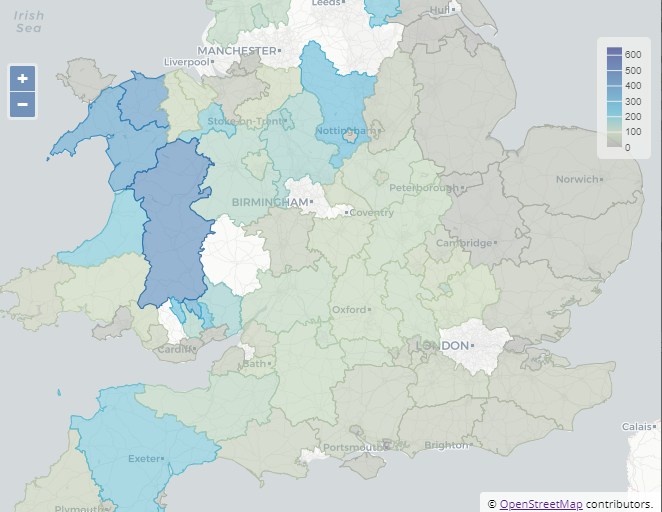 Irish
Sea
Leeds
Hull
MANCHESTER
Liverpool
+
−
600
500
400
300
200
100
0
Stoke-on-Trent
Nottingham
Norwich
Peterborough
BIRMINGHAM
Coventry
Cambridge
Oxford
LONDON
Cardiff
Bath
Calais
Portsmouth
Brighton
Exeter
Plymouth
© OpenStreetMap contributors.